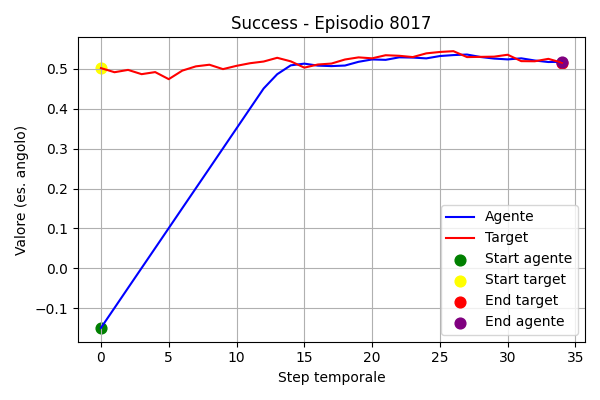 Success - Episodio 8017
Valore (es. angolo)
0.5
0.4
0.3
0.2
0.1
0.0
−0.1
0
5
10
15
20
25
30
35
Step temporale
Agente
Target
Start agente
Start target
End target
End agente